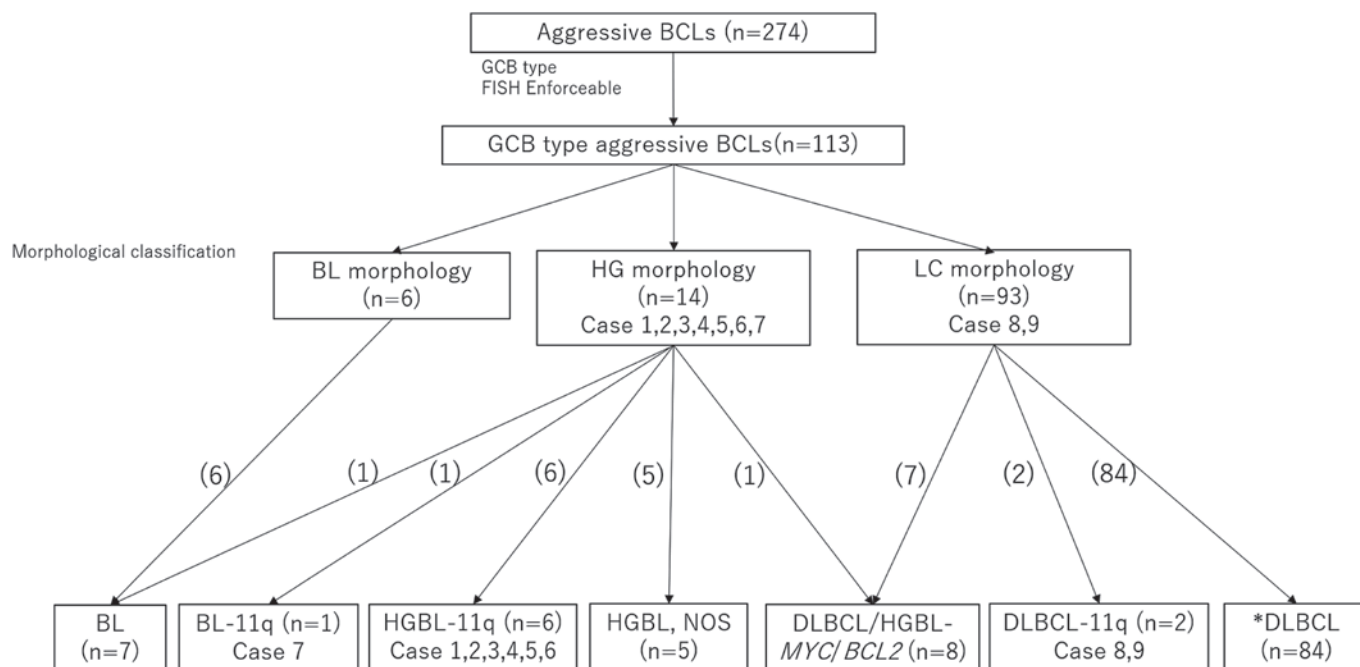 Aggressive BCLs (n=274)
GCB type
FISH Enforceable
GCB type aggressive BCLs(n=113)
Morphological classification
BL morphology
(n=6)
HG morphology
(n=14)
Case 1,2,3,4,5,6,7
LC morphology
(n=93)
Case 8,9
(6)
(1)
(1)
(6)
(5)
(1)
(7)
(2)
(84)
BL
(n=7)
BL-11q (n=1)
Case 7
HGBL-11q (n=6)
Case 1,2,3,4,5,6
HGBL, NOS
(n=5)
DLBCL/HGBL-
MYC/BCL2 (n=8)
DLBCL-11q (n=2)
Case 8,9
*DLBCL
(n=84)